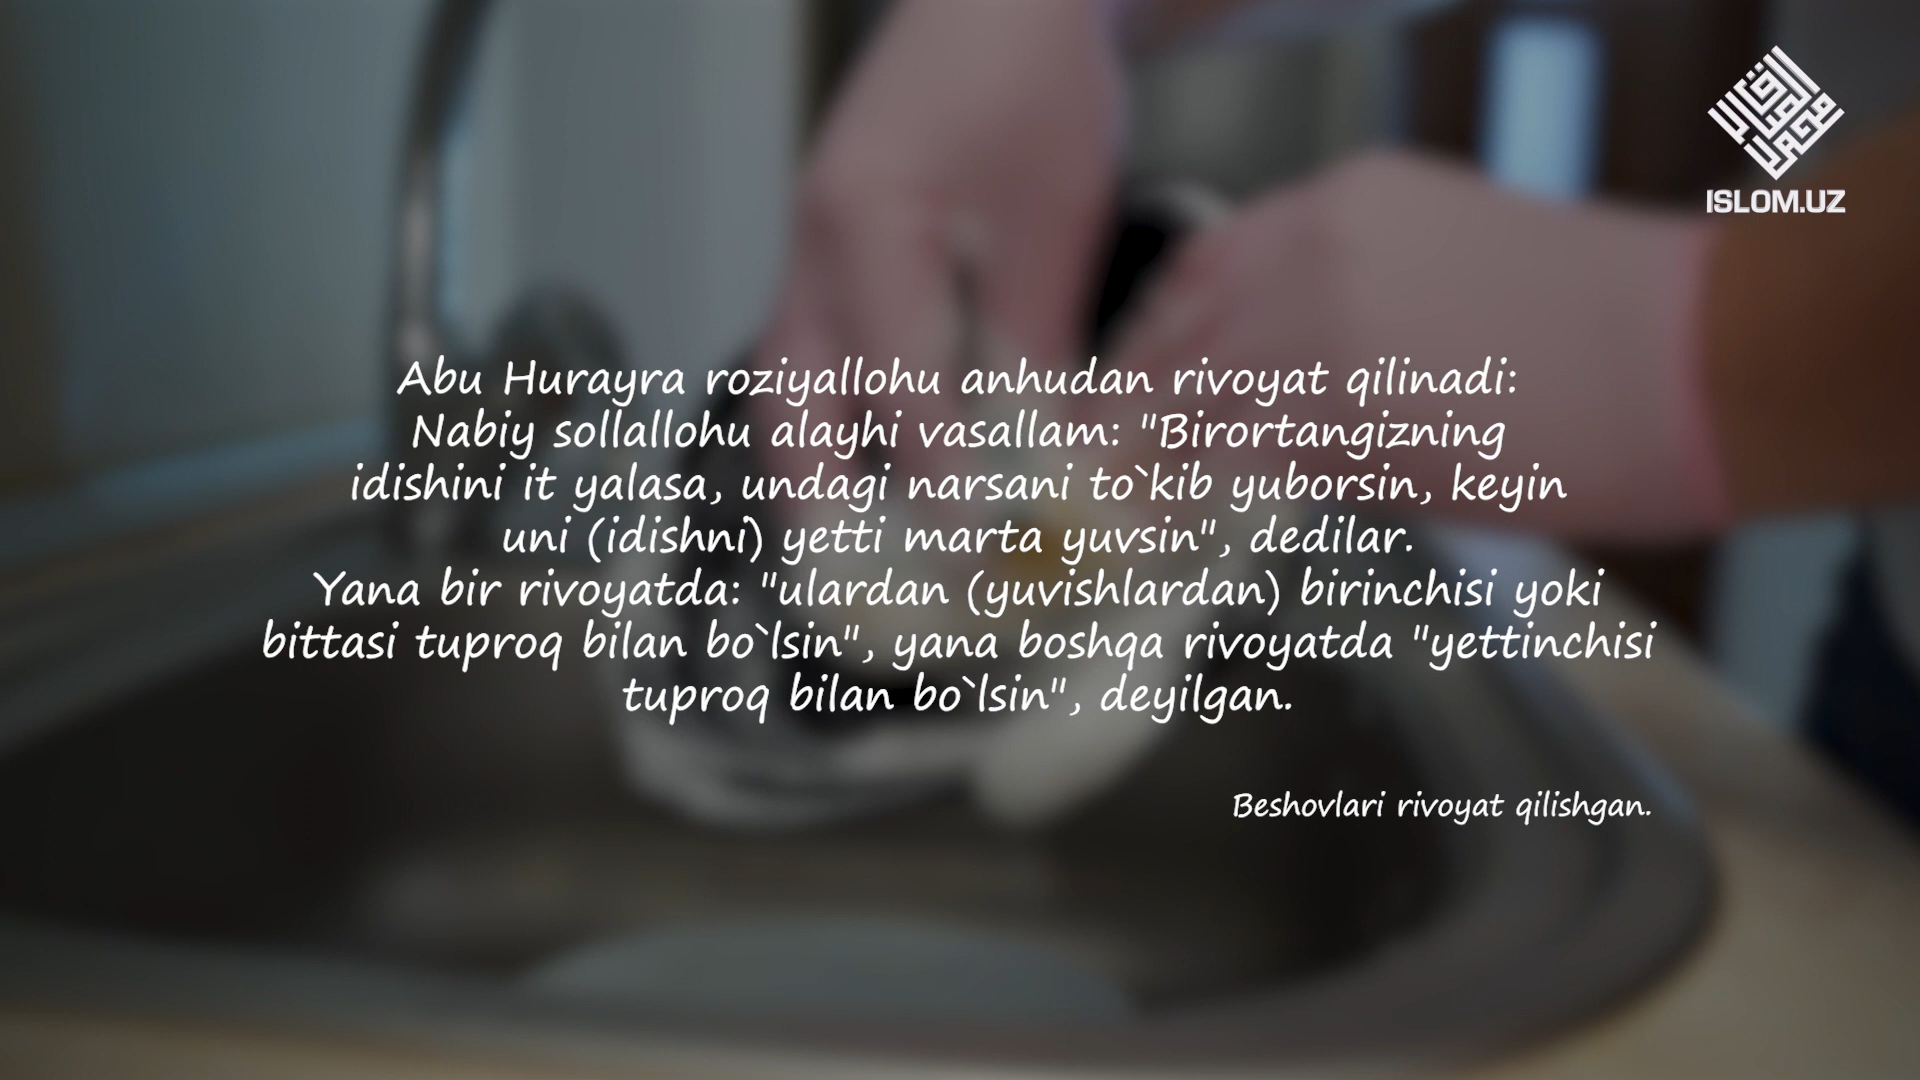 ISLOM.UZ
Abu Hurayra roziyallohu anhudan rivoyat qilinadi:
Nabiy sollallohu alayhi vasallam: "Birortangizning
idishini it yalasa, undagi narsani to`kib yuborsin, keyin
uni (idishni) yetti marta yuvsin", dedilar.
Yana bir rivoyatda: "ulardan (yuvishlardan) birinchisi yoki
bittasi tuproq bilan bo`lsin", yana boshqa rivoyatda "yettinchisi
tuproq bilan bo`lsin", deyilgan.
Beshovlari rivoyat qilishgan.